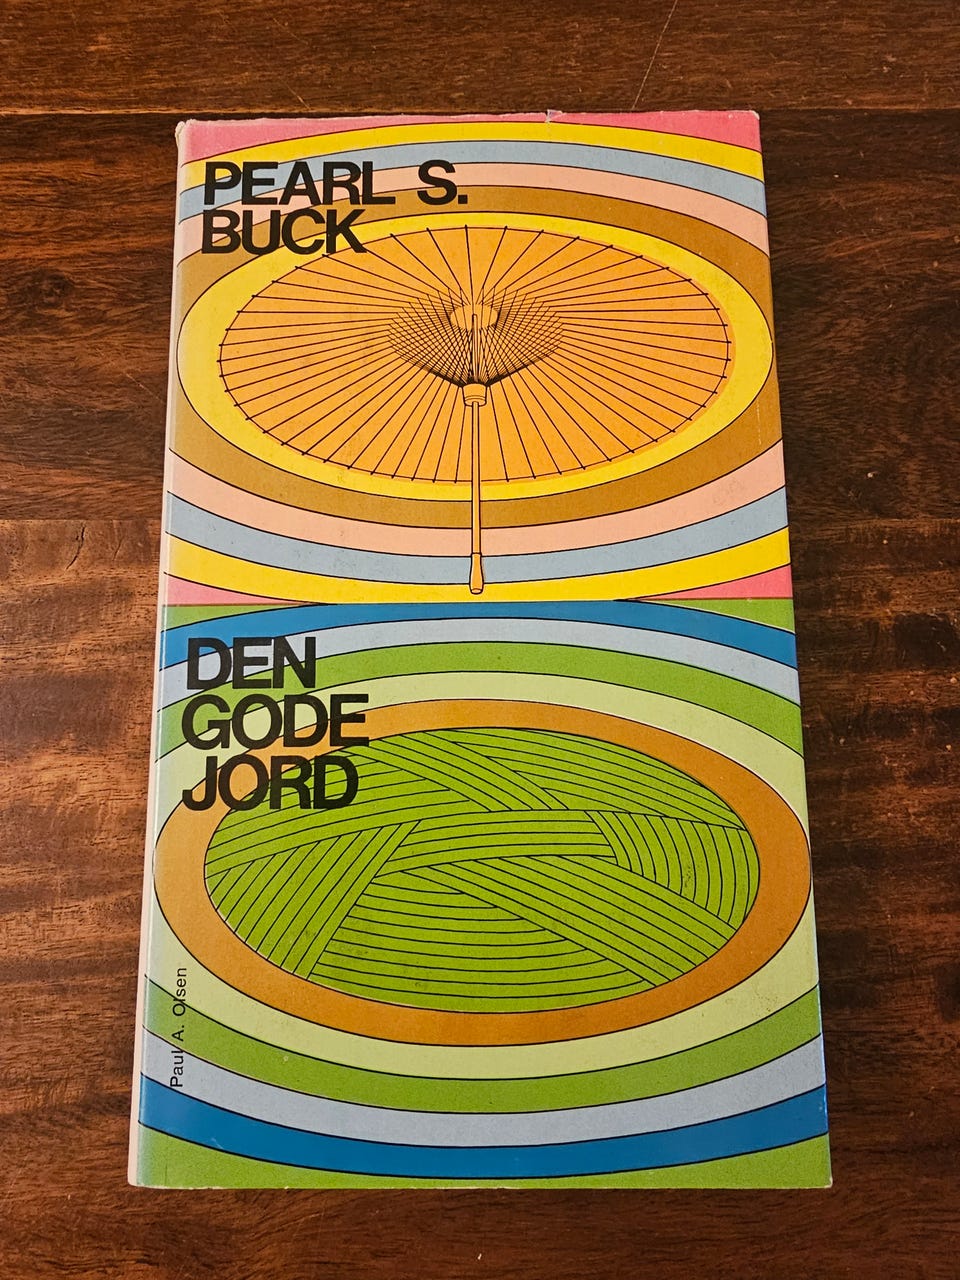 PEARL S.
BUCK
DEN
GODE
JORD
Paul A. Olsen